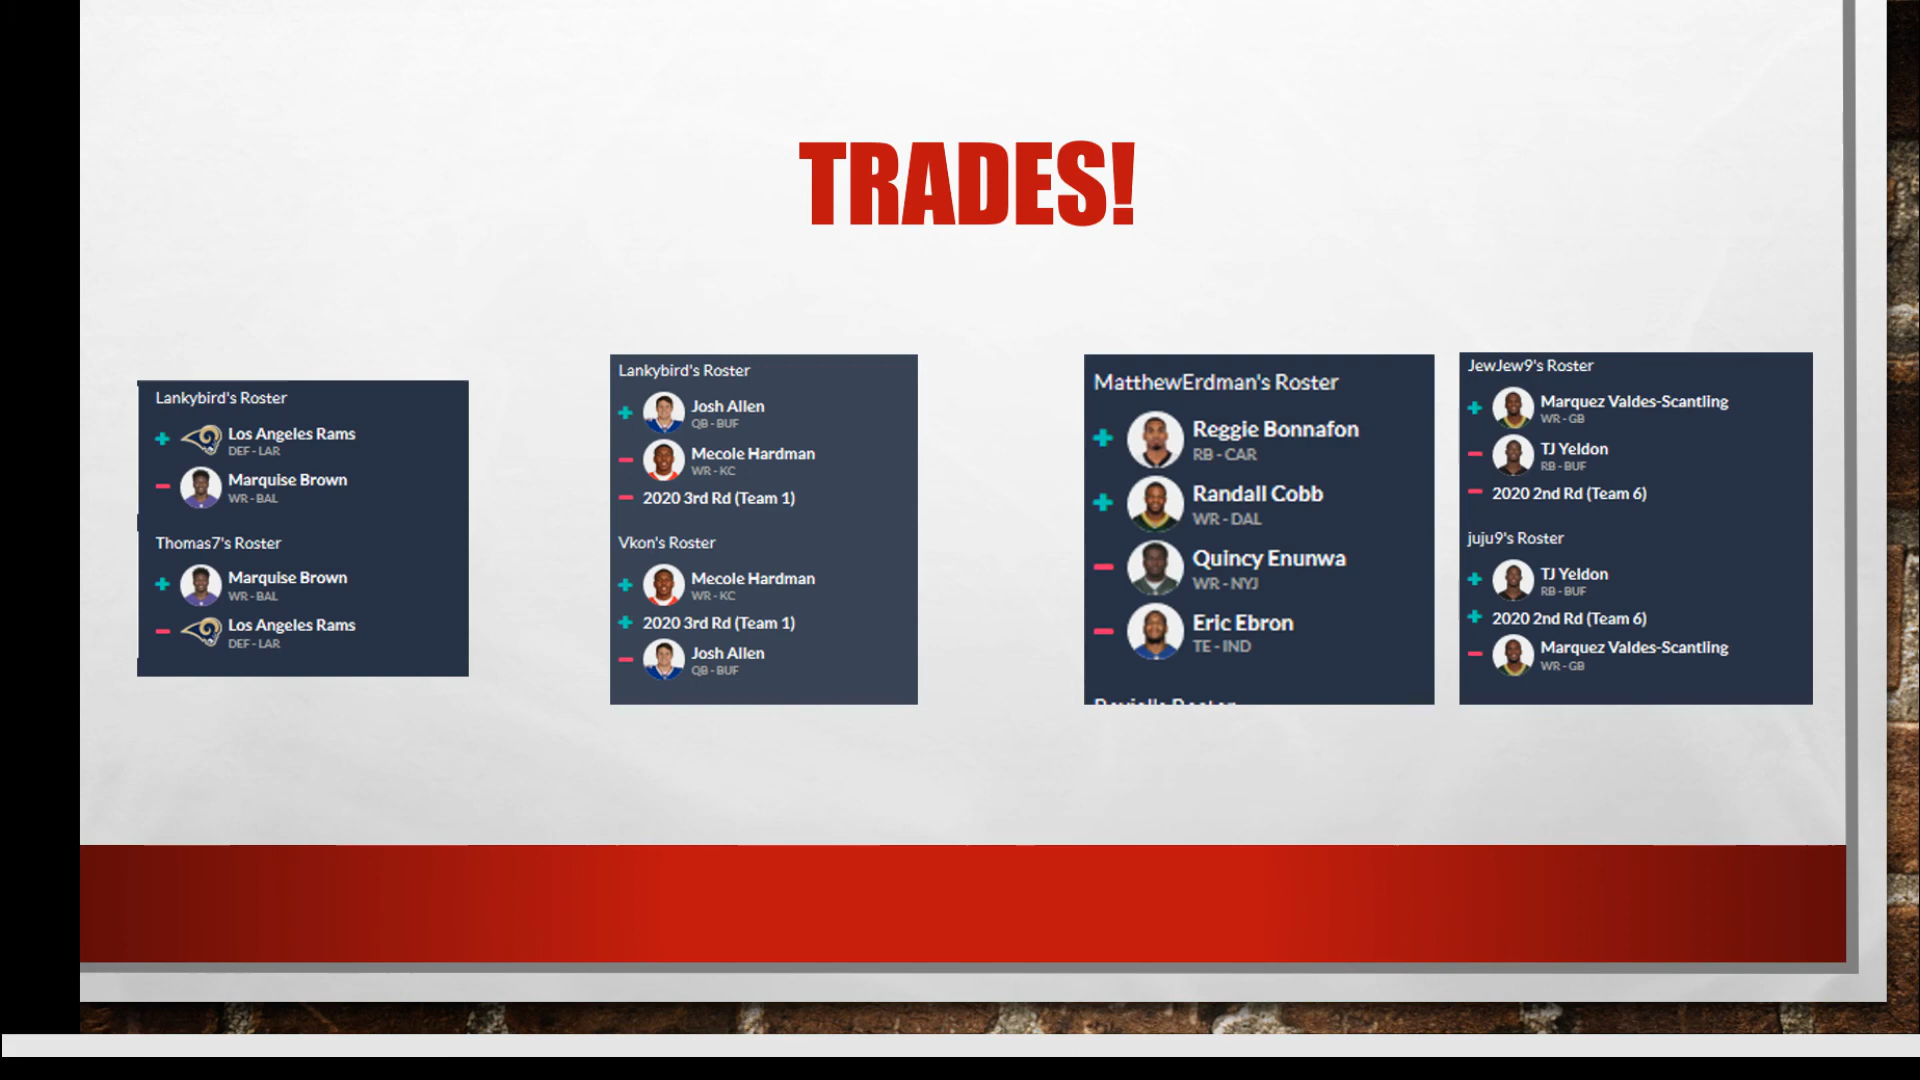 TRADES!
Lankybird's Roster
+ Los Angeles Rams
DEF - LAR
- Marquise Brown
WR - BAL
Thomas7's Roster
+ Marquise Brown
WR - BAL
- Los Angeles Rams
DEF - LAR
Lankybird's Roster
+ Josh Allen
QB - BUF
- Mecole Hardman
WR - KC
- 2020 3rd Rd (Team 1)
Vkon's Roster
+ Mecole Hardman
WR - KC
+ 2020 3rd Rd (Team 1)
- Josh Allen
QB - BUF
MatthewErdman's Roster
+ Reggie Bonnafon
RB - CAR
+ Randall Cobb
WR - DAL
- Quincy Enunwa
WR - NYJ
- Eric Ebron
TE - IND
JewJew9's Roster
+ Marquez Valdes-Scantling
WR - GB
- TJ Yeldon
RB - BUF
- 2020 2nd Rd (Team 6)
juju9's Roster
+ TJ Yeldon
RB - BUF
+ 2020 2nd Rd (Team 6)
- Marquez Valdes-Scantling
WR - GB